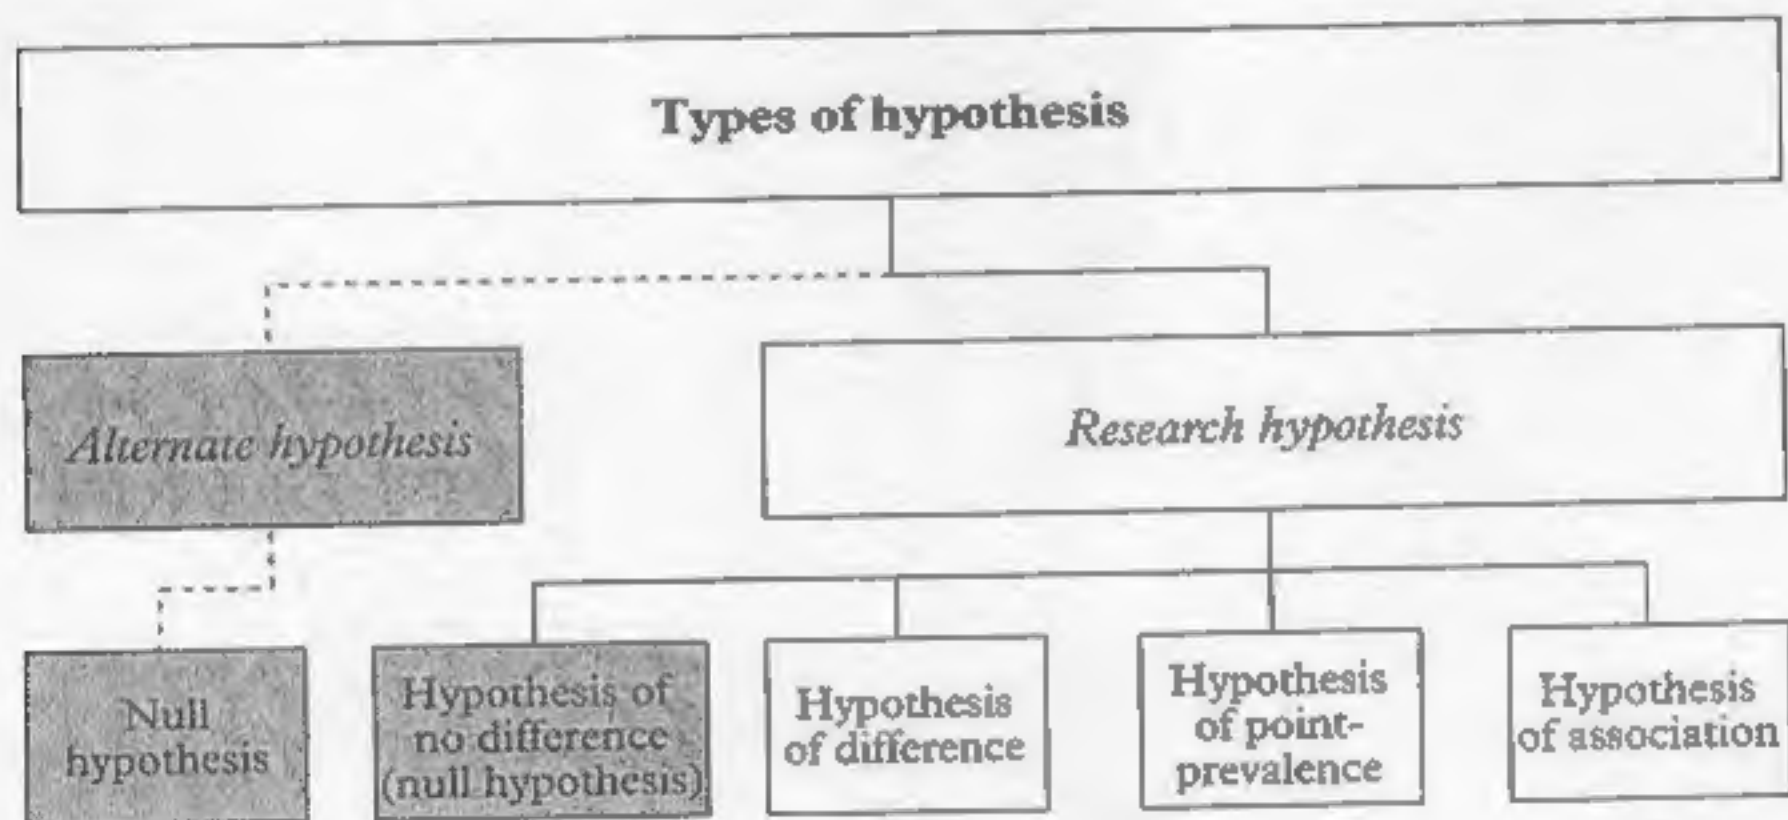 Types of hypothesis
Alternate hypothesis
Research hypothesis
Null
hypothesis
Hypothesis of
no difference
(null hypothesis)
Hypothesis
of difference
Hypothesis
of point-
prevalence
Hypothesis
of association